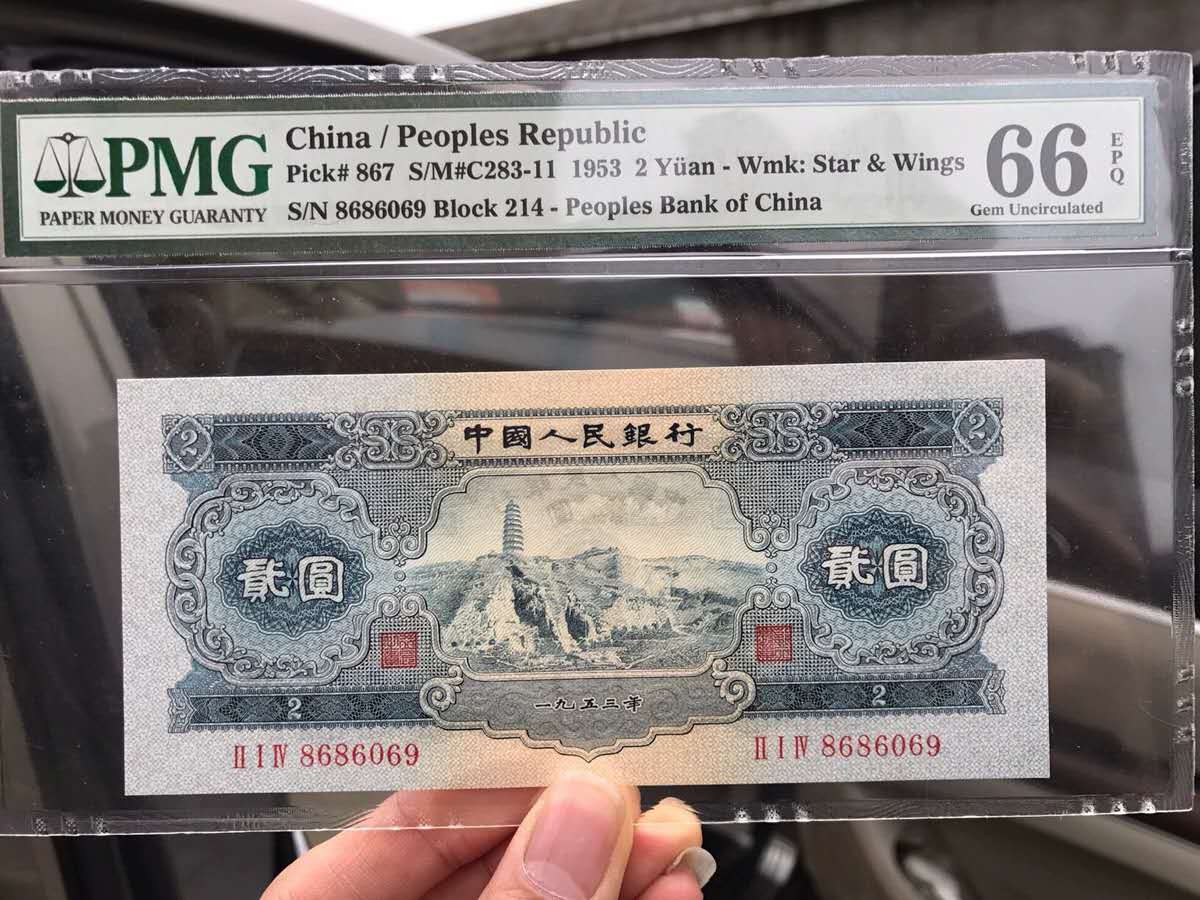 PMG
PAPER MONEY GUARANTY
China / Peoples Republic
Pick# 867 S/M#C283-11 1953 2 Yüan - Wmk: Star & Wings
S/N 8686069 Block 214 - Peoples Bank of China
66
EPQ
Gem Uncirculated
2
中國人民銀行
2
貳圓
貳圓
一九五三年
2
2
II I IV 8686069
II I IV 8686069